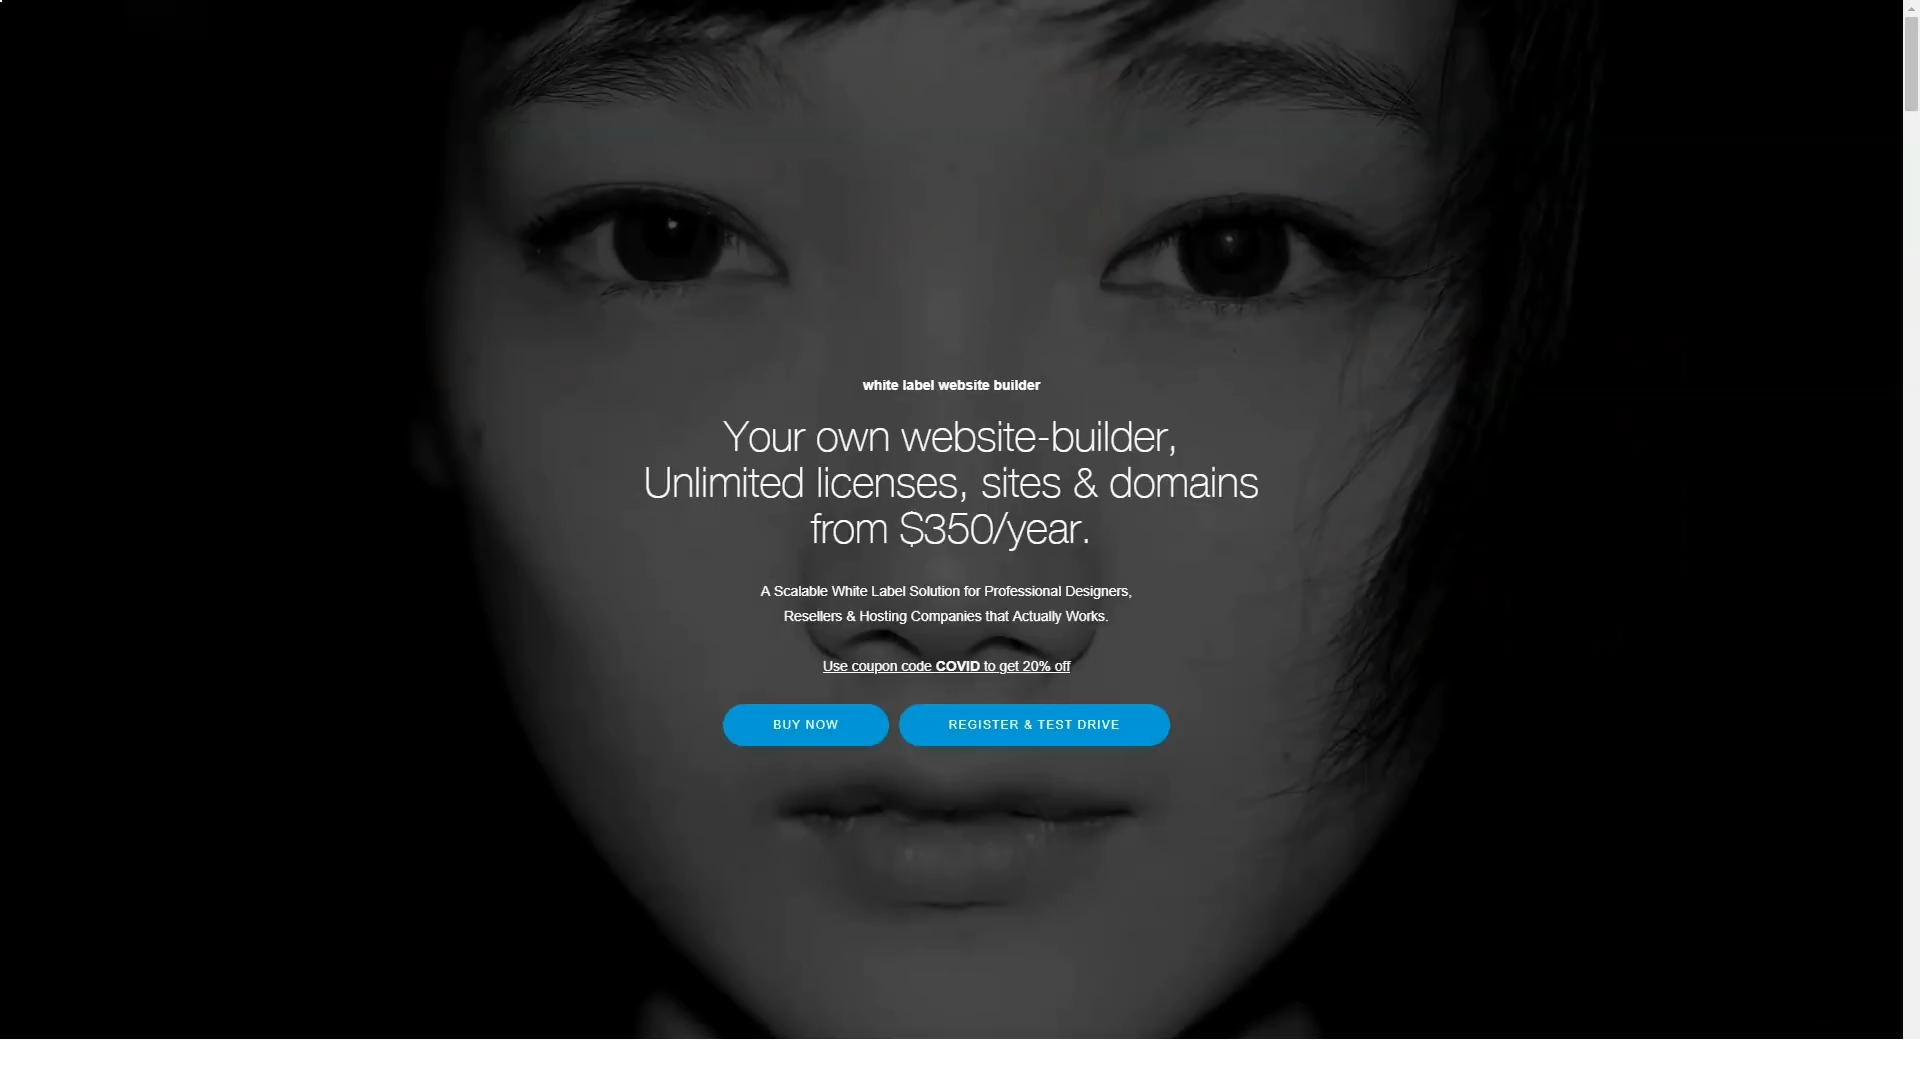 white label website builder
Your own website-builder,
Unlimited licenses, sites & domains
from $350/year.
A Scalable White Label Solution for Professional Designers,
Resellers & Hosting Companies that Actually Works.
Use coupon code COVID to get 20% off
BUY NOW
REGISTER & TEST DRIVE